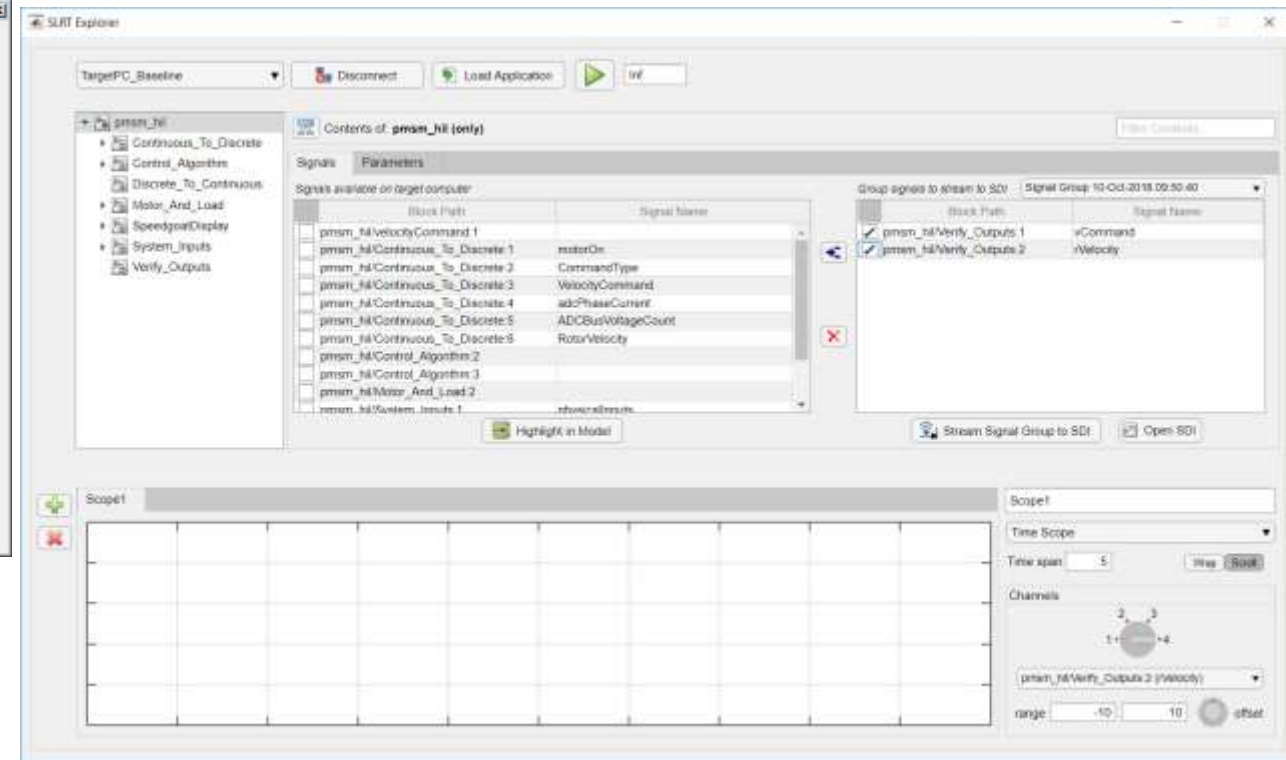 SLRT Explorer
TargetPC_Baseline
Disconnect
Load Application
Inf
pmsm_hil
Continuous_To_Discrete
Control_Algorithm
Discrete_To_Continuous
Motor_And_Load
SpeedgoatDisplay
System_Inputs
Verify_Outputs
Contents of: pmsm_hil (only)
Filter Contents...
Signals Parameters
Signals available on target computer
Block Path Signal Name
pmsm_hil/VelocityCommand:1
pmsm_hil/Continuous_To_Discrete:1 motorOn
pmsm_hil/Continuous_To_Discrete:2 CommandType
pmsm_hil/Continuous_To_Discrete:3 VelocityCommand
pmsm_hil/Continuous_To_Discrete:4 adcPhaseCurrent
pmsm_hil/Continuous_To_Discrete:5 ADCBusVoltageCount
pmsm_hil/Continuous_To_Discrete:6 RotorVelocity
pmsm_hil/Control_Algorithm:2
pmsm_hil/Control_Algorithm:3
pmsm_hil/Motor_And_Load:2
pmsm_hil/System_Inputs:1 physicalInputs
Highlight in Model
Group signals to stream to SDI Signal Group 10-Oct-2018 09:50:40
Block Path Signal Name
pmsm_hil/Verify_Outputs:1 vCommand
pmsm_hil/Verify_Outputs:2 rVelocity
Stream Signal Group to SDI
Open SDI
Scope1
Scope1
Time Scope
Time span 5 Wrap Scroll
Channels
2 3
1 4
pmsm_hil/Verify_Outputs:2 (rVelocity)
range -10 10 offset